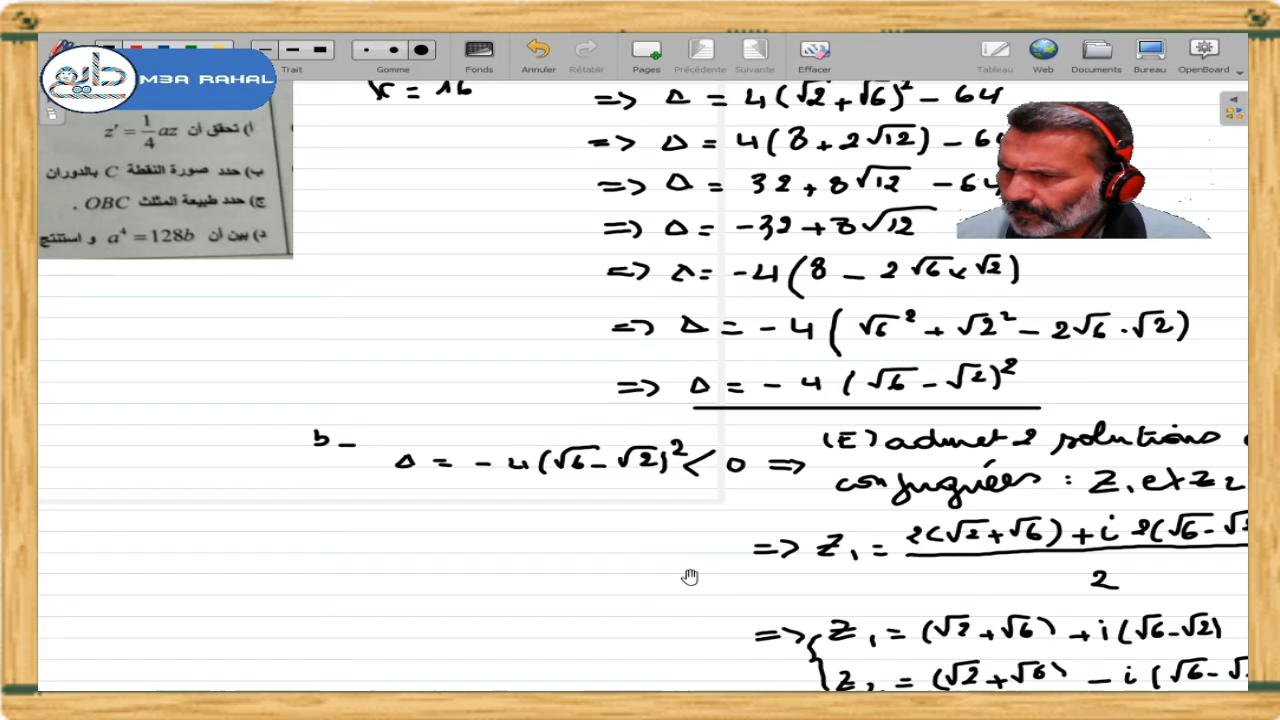 Trait
Gomme
Fonds
Annuler
Rétablir
Pages
Précédente
Suivante
Effacer
Tableau
Web
Documents
Bureau
OpenBoard
M3A RAHAL
أ) تحقق أن z' = 1/4 az
ب) حدد صورة النقطة C بالدوران
ج) حدد طبيعة المثلث OBC .
د) بين أن a⁴ = 128b و استنتج
= 16
=> Δ = 4(√2 + √6)² - 64
=> Δ = 4(8 + 2√12) - 64
=> Δ = 32 + 8√12 - 64
=> Δ = -32 + 8√12
=> Δ = -4(8 - 2√6 × √2)
=> Δ = -4(√6² + √2² - 2√6 . √2)
=> Δ = -4(√6 - √2)²
b - Δ = -4(√6 - √2)² < 0 => (E) admet 2 solutions
conjuguées : Z₁ et Z₂
=> Z₁ = (2(√2 + √6) + i 2(√6 - √2
2
=> Z₁ = (√2 + √6) + i(√6 - √2)
Z₂ = (√2 + √6) - i(√6 - √